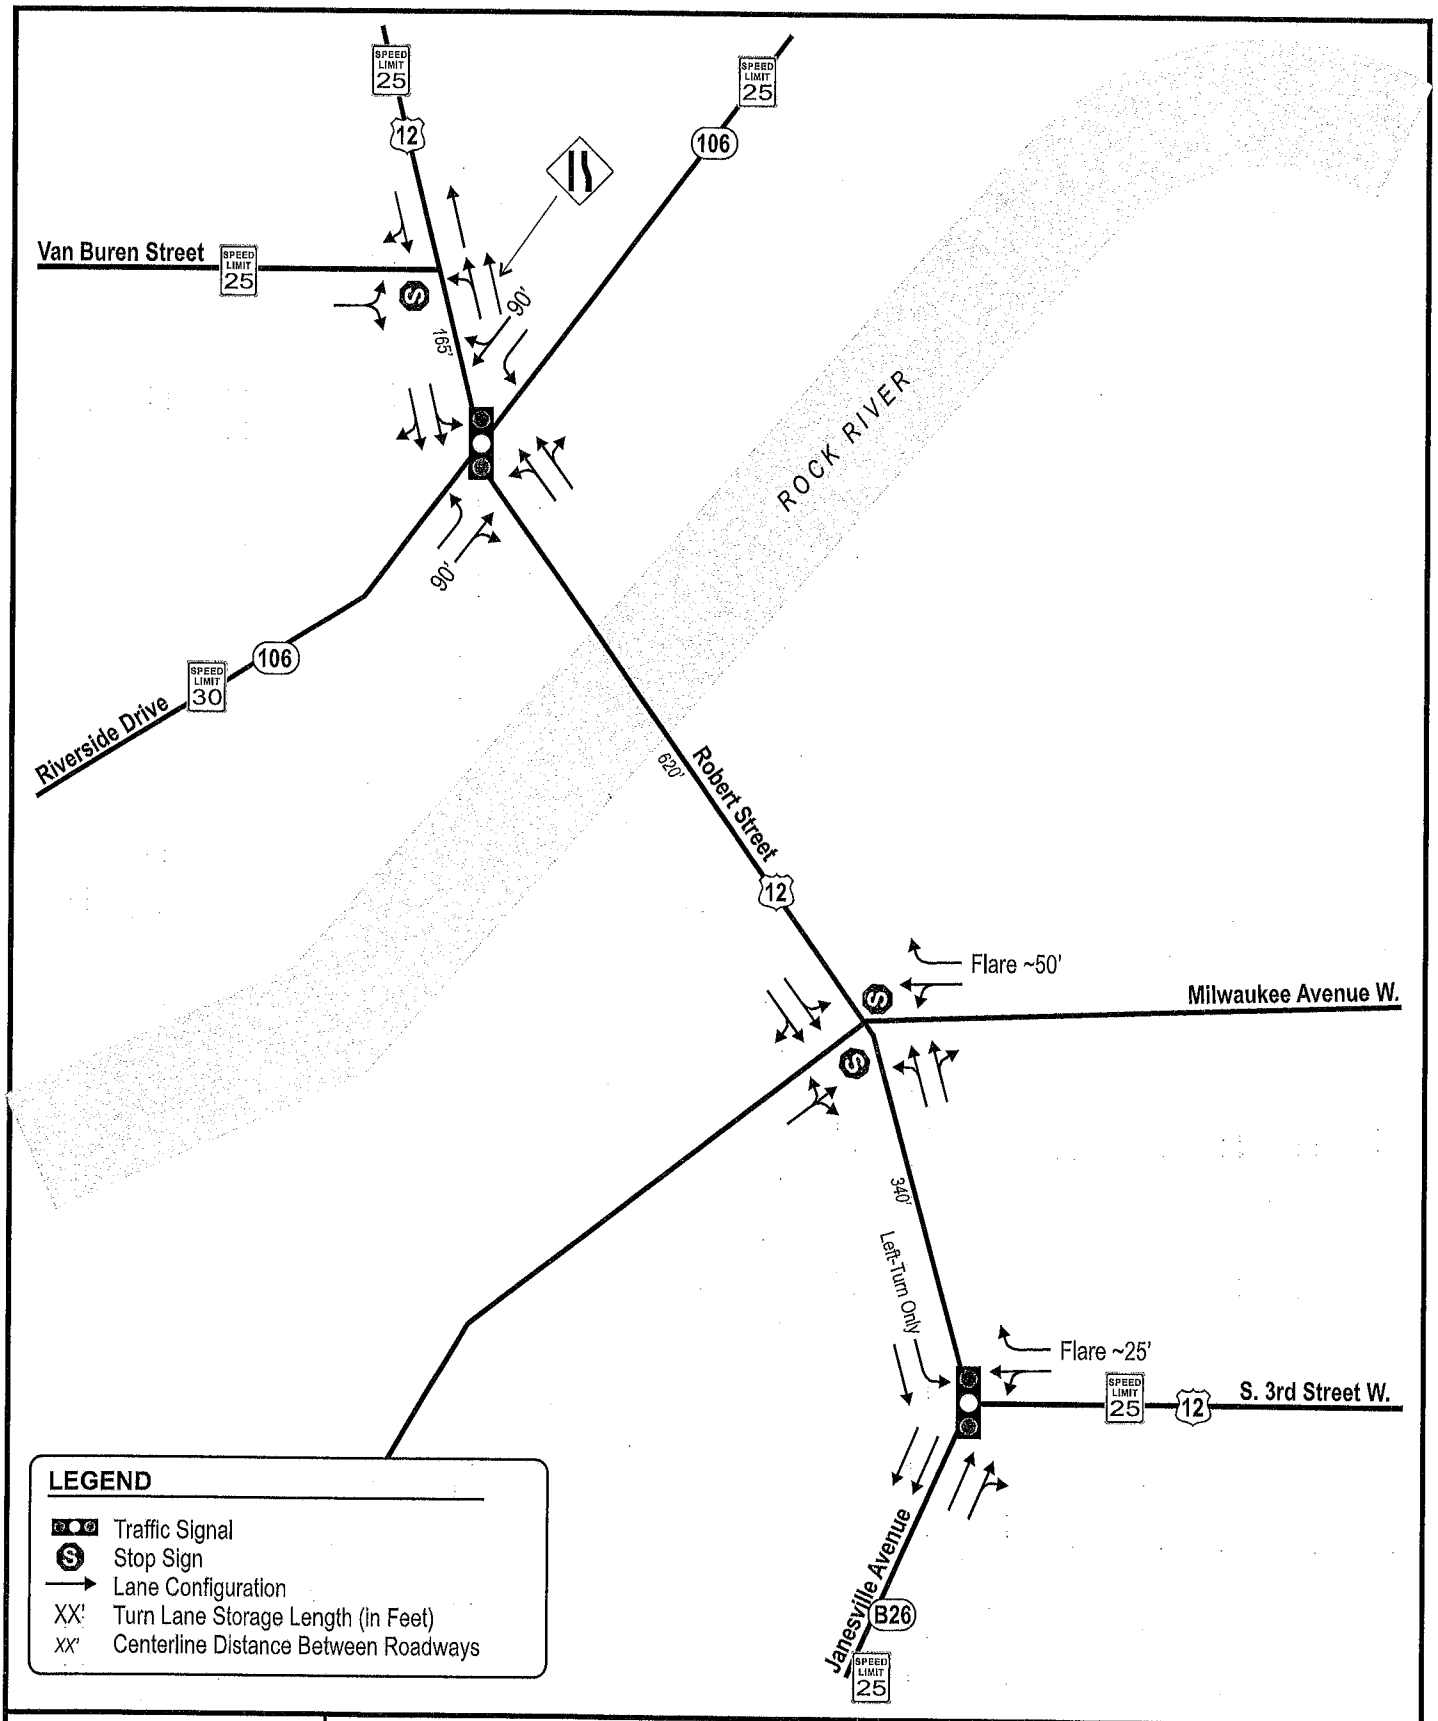 SPEED
LIMIT
25
SPEED
LIMIT
25
12
106
Van Buren Street
SPEED
LIMIT
25
S
90'
165'
ROCK RIVER
90'
106
SPEED
LIMIT
30
Riverside Drive
620'
Robert Street
12
Flare ~50'
S
Milwaukee Avenue W.
S
340'
Left-Turn Only
Flare ~25'
SPEED
LIMIT
25
12
S. 3rd Street W.
LEGEND
Traffic Signal
S
Stop Sign
Lane Configuration
XX' Turn Lane Storage Length (in Feet)
XX' Centerline Distance Between Roadways
Janesville Avenue
B26
SPEED
LIMIT
25